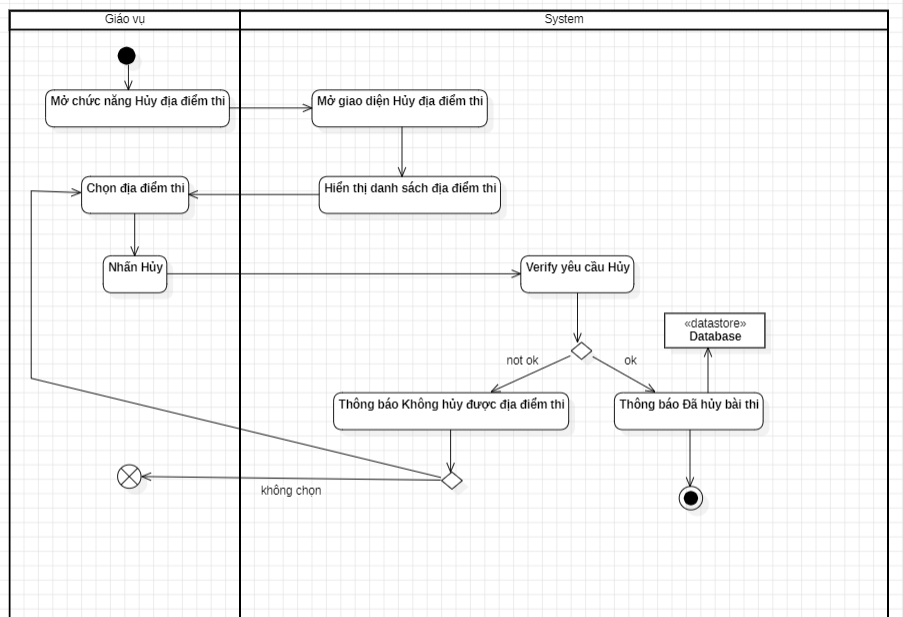 Giáo vụ
System
Mở chức năng Hủy địa điểm thi
Mở giao diện Hủy địa điểm thi
Chọn địa điểm thi
Hiển thị danh sách địa điểm thi
Nhấn Hủy
Verify yêu cầu Hủy
«datastore»
Database
not ok
ok
Thông báo Không hủy được địa điểm thi
Thông báo Đã hủy bài thi
không chọn